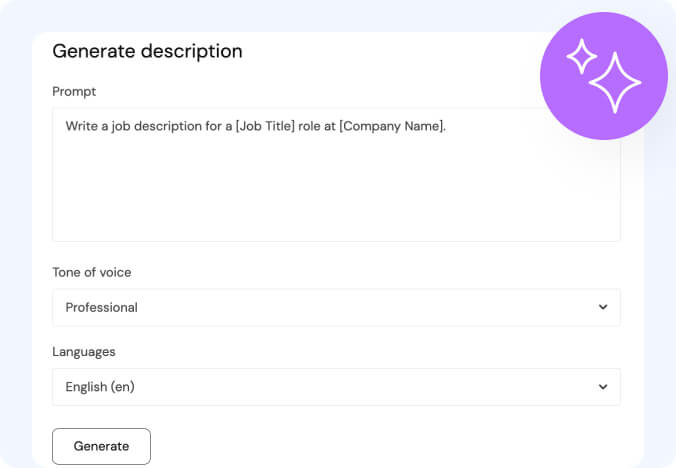 Generate description
Prompt
Write a job description for a [Job Title] role at [Company Name].
Tone of voice
Professional
Languages
English (en)
Generate